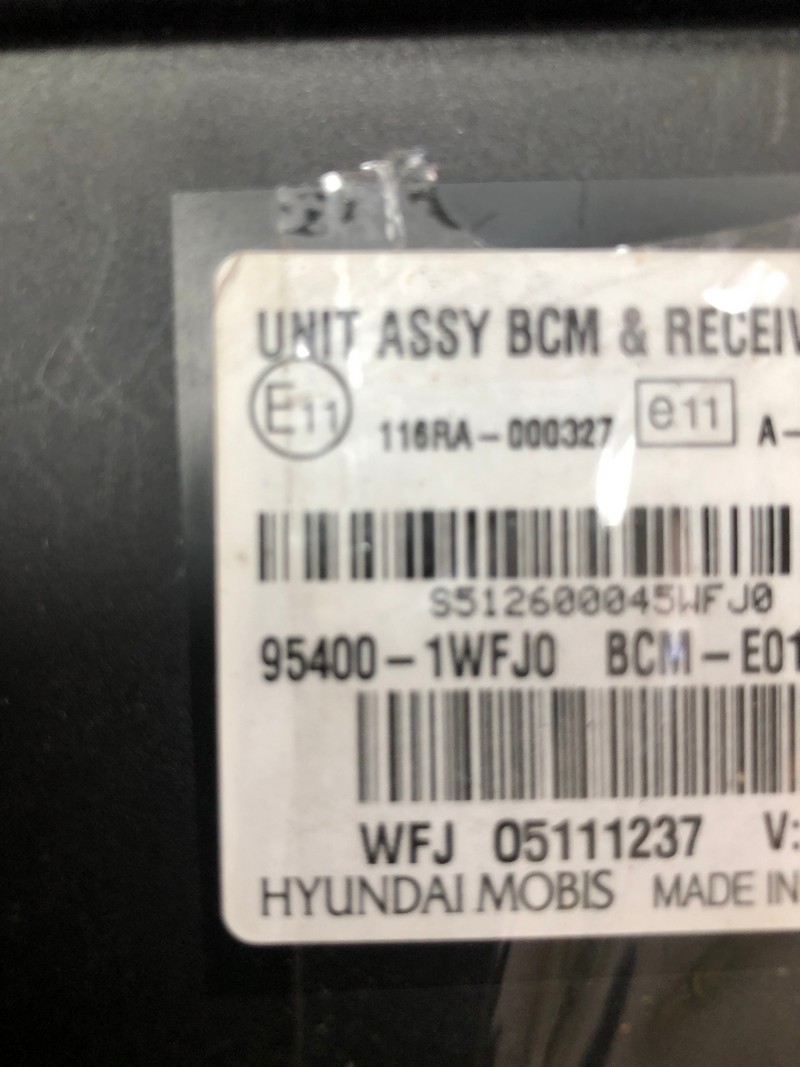 UNIT ASSY BCM & RECEIV
E11 116RA-000327 e11 A-
S512600045WFJ0
95400-1WFJ0 BCM-E01
WFJ 05111237 V:
HYUNDAI MOBIS MADE IN